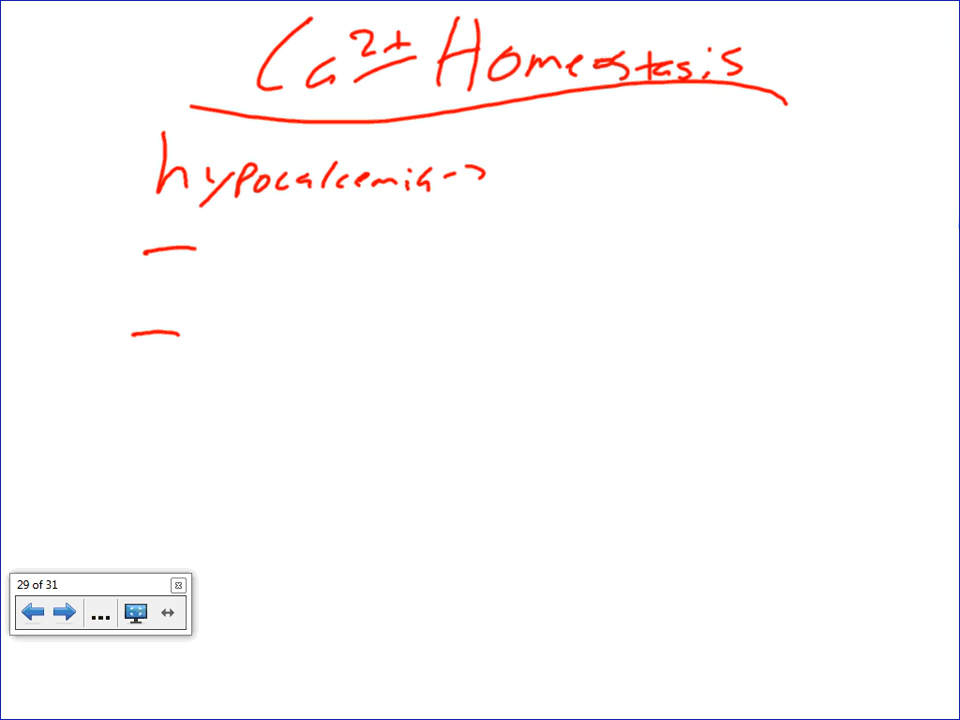 Ca²⁺ Homeostasis
hypocalcemia->
—
—
29 of 31
...